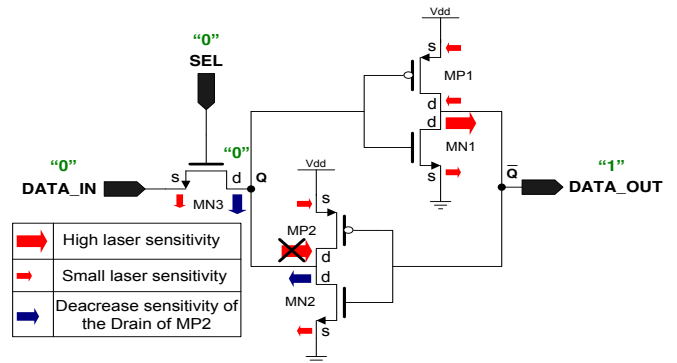 “0”
SEL
Vdd
s
MP1
d
d
MN1
s
“0”
DATA_IN
“0”
s
d
Q
MN3
Q
“1”
DATA_OUT
Vdd
s
MP2
d
d
MN2
s
High laser sensitivity
Small laser sensitivity
Deacrease sensitivity of
the Drain of MP2